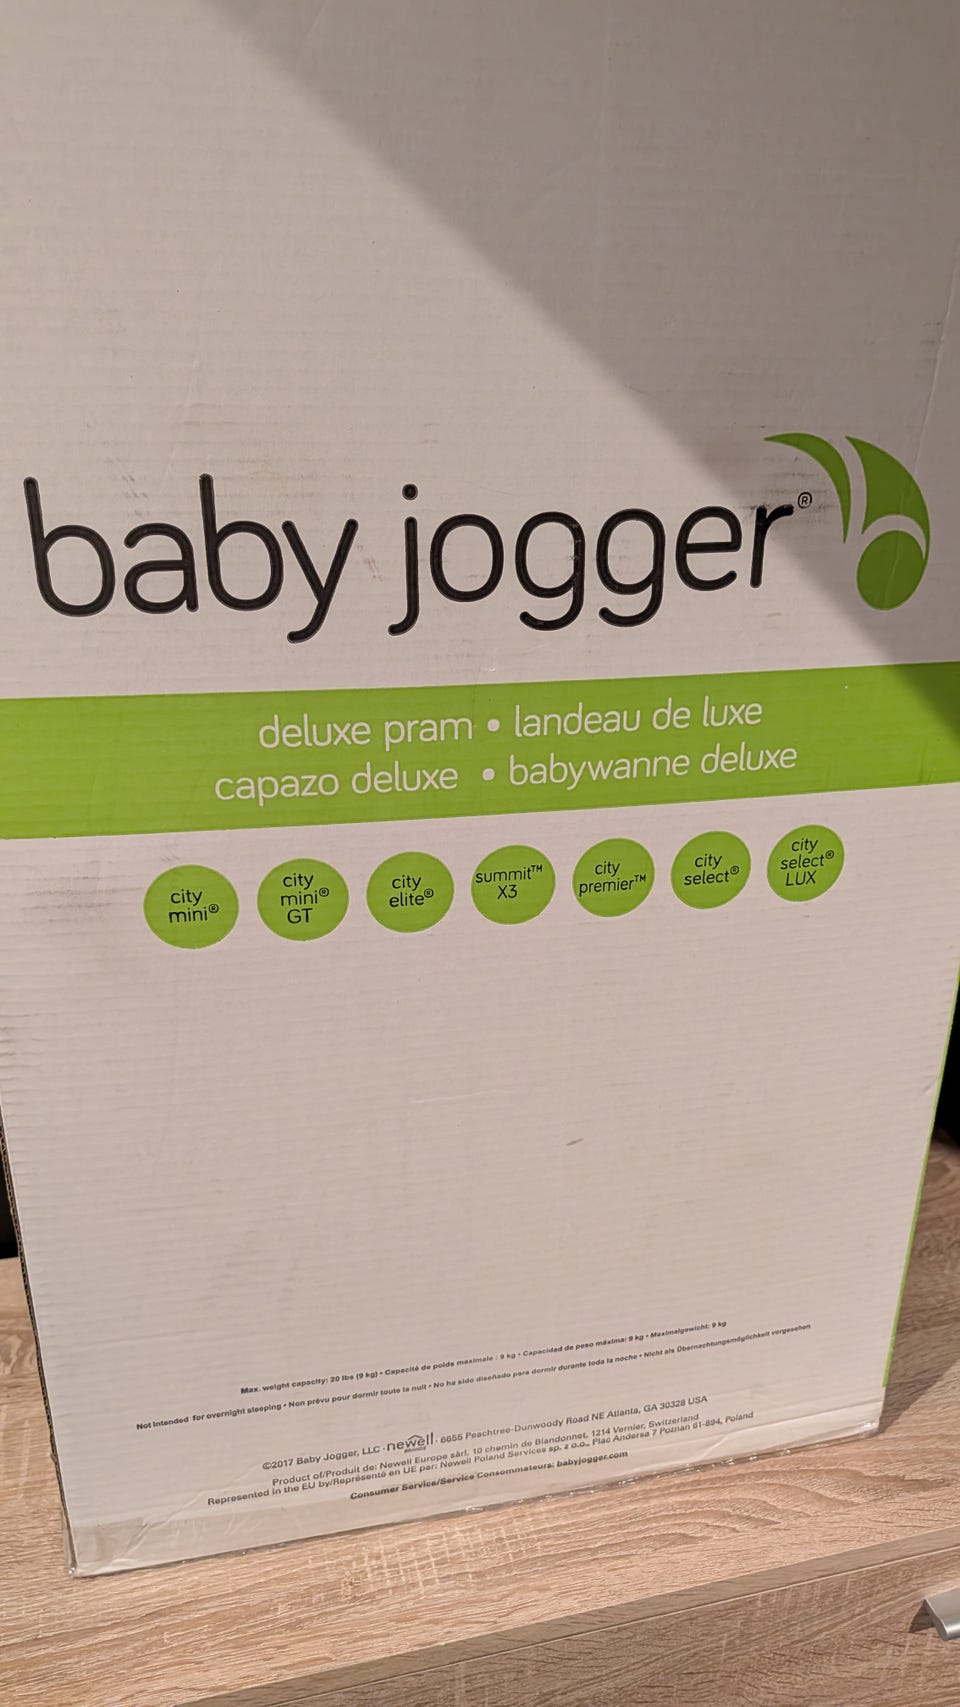 baby jogger®
deluxe pram • landeau de luxe
capazo deluxe • babywanne deluxe
city
mini®
city
mini®
GT
city
elite®
summit™
X3
city
premier™
city
select®
city
select®
LUX
Max. weight capacity: 20 lbs (9 kg) • Capacité de poids maximale : 9 kg • Capacidad de peso máxima: 9 kg • Maximalgewicht: 9 kg
Not intended for overnight sleeping • Non prévu pour dormir toute la nuit • No ha sido diseñado para dormir durante toda la noche • Nicht als Übernachtungsmöglichkeit vorgesehen
©2017 Baby Jogger, LLC • newell BRANDS • 6655 Peachtree-Dunwoody Road NE Atlanta, GA 30328 USA
Product of/Produit de: Newell Europe sàrl, 10 chemin de Blandonnet, 1214 Vernier, Switzerland
Represented in the EU by/Représenté en UE par: Newell Poland Services sp. z o.o., Plac Andersa 7 Poznan 61-894, Poland
Consumer Service/Service Consommateurs: babyjogger.com